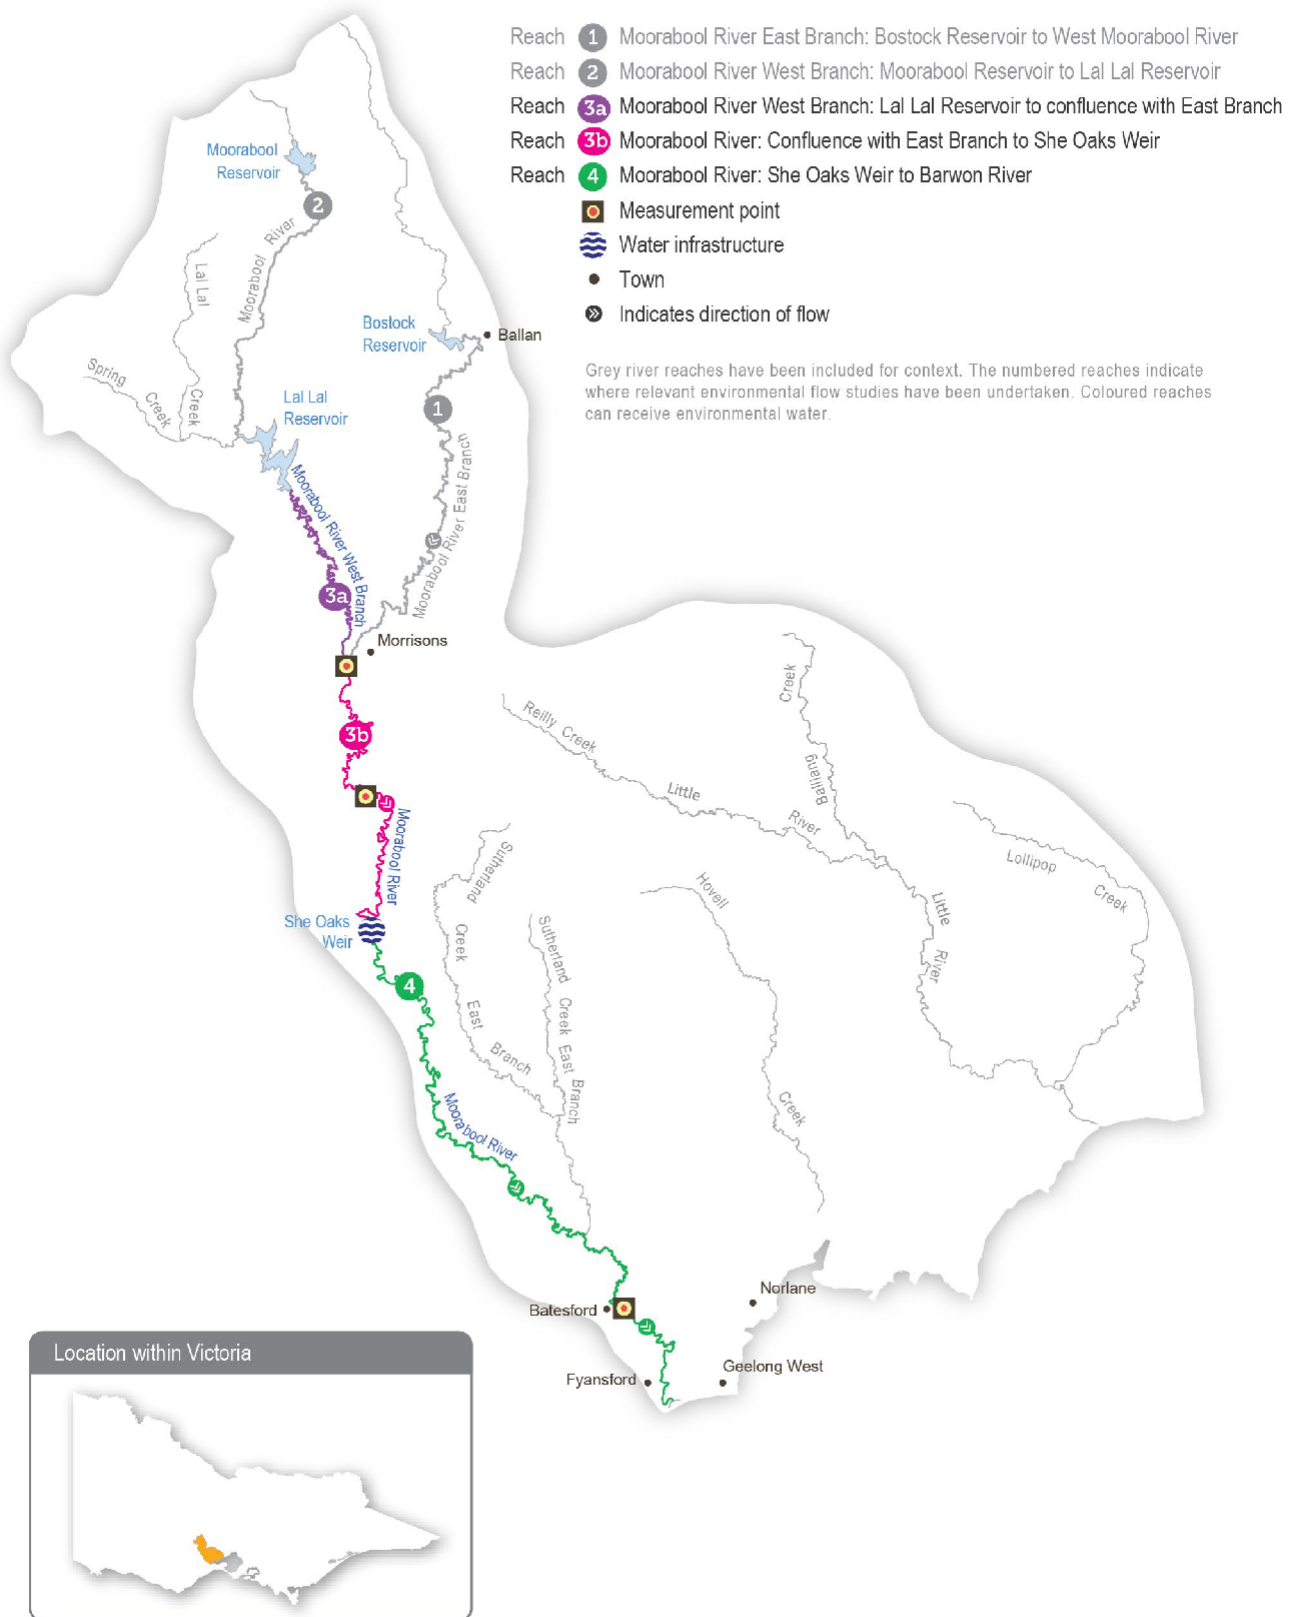 Reach 1 Moorabool River East Branch: Bostock Reservoir to West Moorabool River
Reach 2 Moorabool River West Branch: Moorabool Reservoir to Lal Lal Reservoir
Reach 3a Moorabool River West Branch: Lal Lal Reservoir to confluence with East Branch
Reach 3b Moorabool River: Confluence with East Branch to She Oaks Weir
Reach 4 Moorabool River: She Oaks Weir to Barwon River
Measurement point
Water infrastructure
Town
Indicates direction of flow
Grey river reaches have been included for context. The numbered reaches indicate
where relevant environmental flow studies have been undertaken. Coloured reaches
can receive environmental water.
Moorabool
Reservoir
2
Moorabool River
Lal Lal
Creek
Spring
Creek
Bostock
Reservoir
Ballan
Lal Lal
Reservoir
1
Moorabool River East Branch
Moorabool River West Branch
3a
Morrisons
3b
Moorabool River
She Oaks
Weir
4
Moorabool River
Reilly Creek
Little
River
Creek
Balliang
Lollipop
Creek
Little
River
Hovell
Creek
Sutherland
Creek
East
Branch
Sutherland Creek East Branch
Batesford
Norlane
Fyansford
Geelong West
Location within Victoria